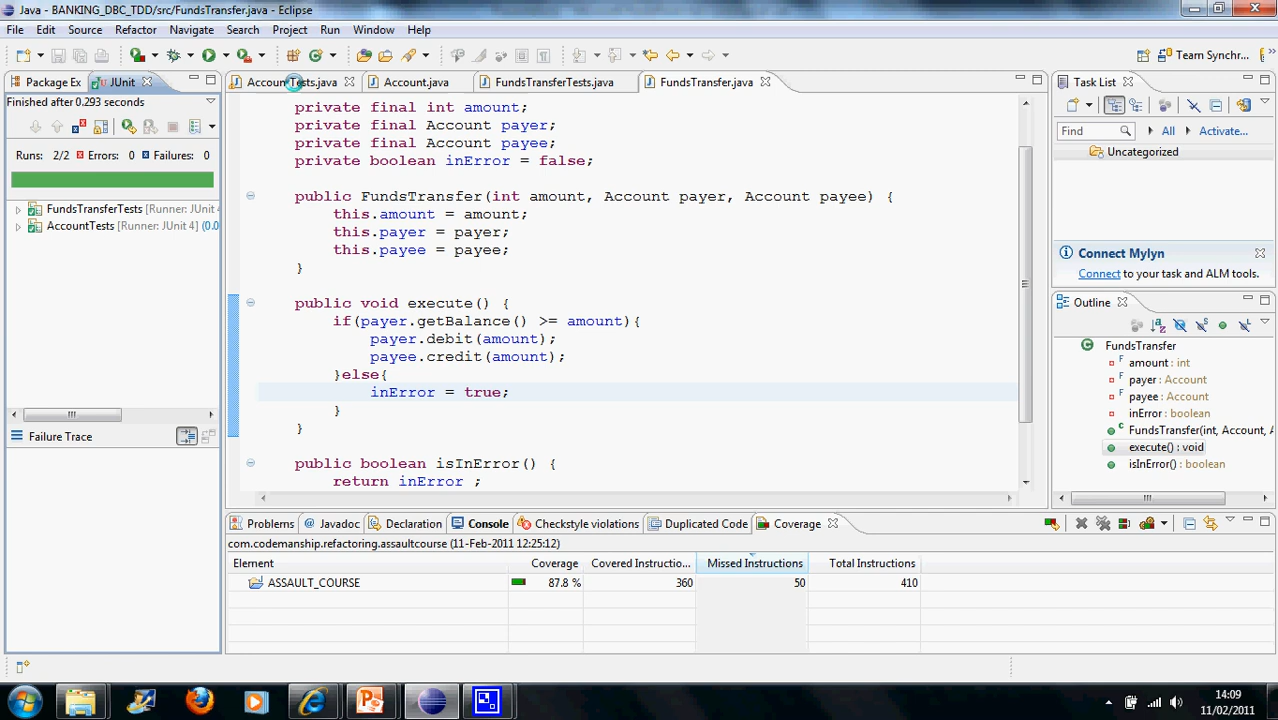 Java - BANKING_DBC_TDD/src/FundsTransfer.java - Eclipse
File Edit Source Refactor Navigate Search Project Run Window Help
Team Synchr...
Package Ex JUnit
Finished after 0.293 seconds
Runs: 2/2 Errors: 0 Failures: 0
FundsTransferTests [Runner: JUnit 4]
AccountTests [Runner: JUnit 4] (0.0
Failure Trace
AccountTests.java Account.java FundsTransferTests.java FundsTransfer.java
private final int amount;
private final Account payer;
private final Account payee;
private boolean inError = false;
public FundsTransfer(int amount, Account payer, Account payee) {
this.amount = amount;
this.payer = payer;
this.payee = payee;
}
public void execute() {
if(payer.getBalance() >= amount){
payer.debit(amount);
payee.credit(amount);
}else{
inError = true;
}
}
public boolean isInError() {
return inError ;
Task List
Find All Activate...
Uncategorized
Connect Mylyn
Connect to your task and ALM tools.
Outline
FundsTransfer
amount : int
payer : Account
payee : Account
inError : boolean
FundsTransfer(int, Account, A
execute() : void
isInError() : boolean
Problems Javadoc Declaration Console Checkstyle violations Duplicated Code Coverage
com.codemanship.refactoring.assaultcourse (11-Feb-2011 12:25:12)
Element Coverage Covered Instructio... Missed Instructions Total Instructions
ASSAULT_COURSE 87.8 % 360 50 410
14:09
11/02/2011